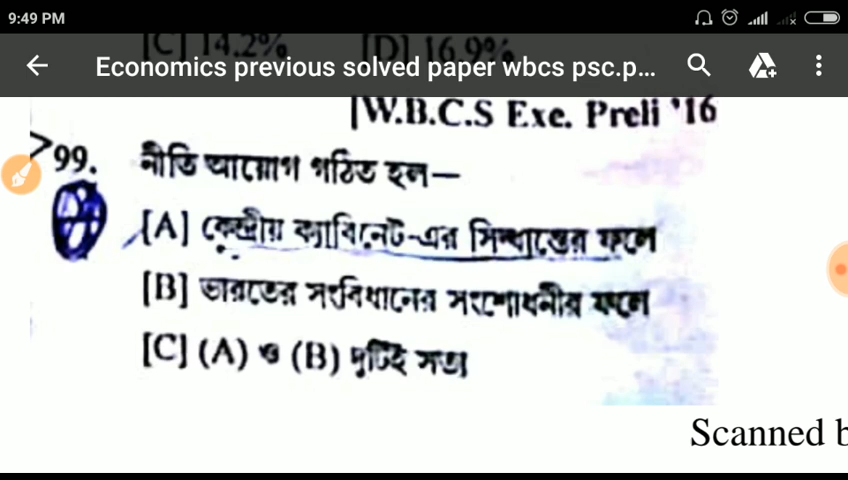 9:49 PM
[C] 14.2% [D] 16.9%
Economics previous solved paper wbcs psc.p...
[W.B.C.S Exe. Preli '16
99. নীতি আয়োগ গঠিত হল—
[A] কেন্দ্রীয় ক্যাবিনেট-এর সিদ্ধান্তের ফলে
[B] ভারতের সংবিধানের সংশোধনীর ফলে
[C] (A) ও (B) দুটিই সত্য
Scanned b